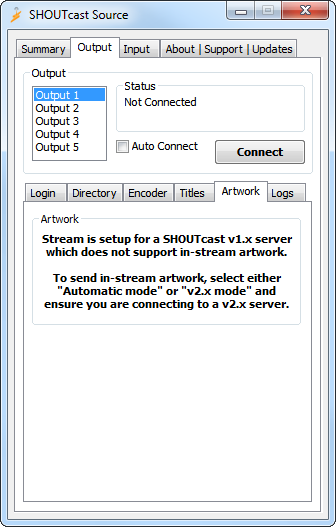 SHOUTcast Source
Summary Output Input About | Support | Updates
Output
Output 1
Output 2
Output 3
Output 4
Output 5
Status
Not Connected
Auto Connect
Connect
Login Directory Encoder Titles Artwork Logs
Artwork
Stream is setup for a SHOUTcast v1.x server
which does not support in-stream artwork.
To send in-stream artwork, select either
"Automatic mode" or "v2.x mode" and
ensure you are connecting to a v2.x server.